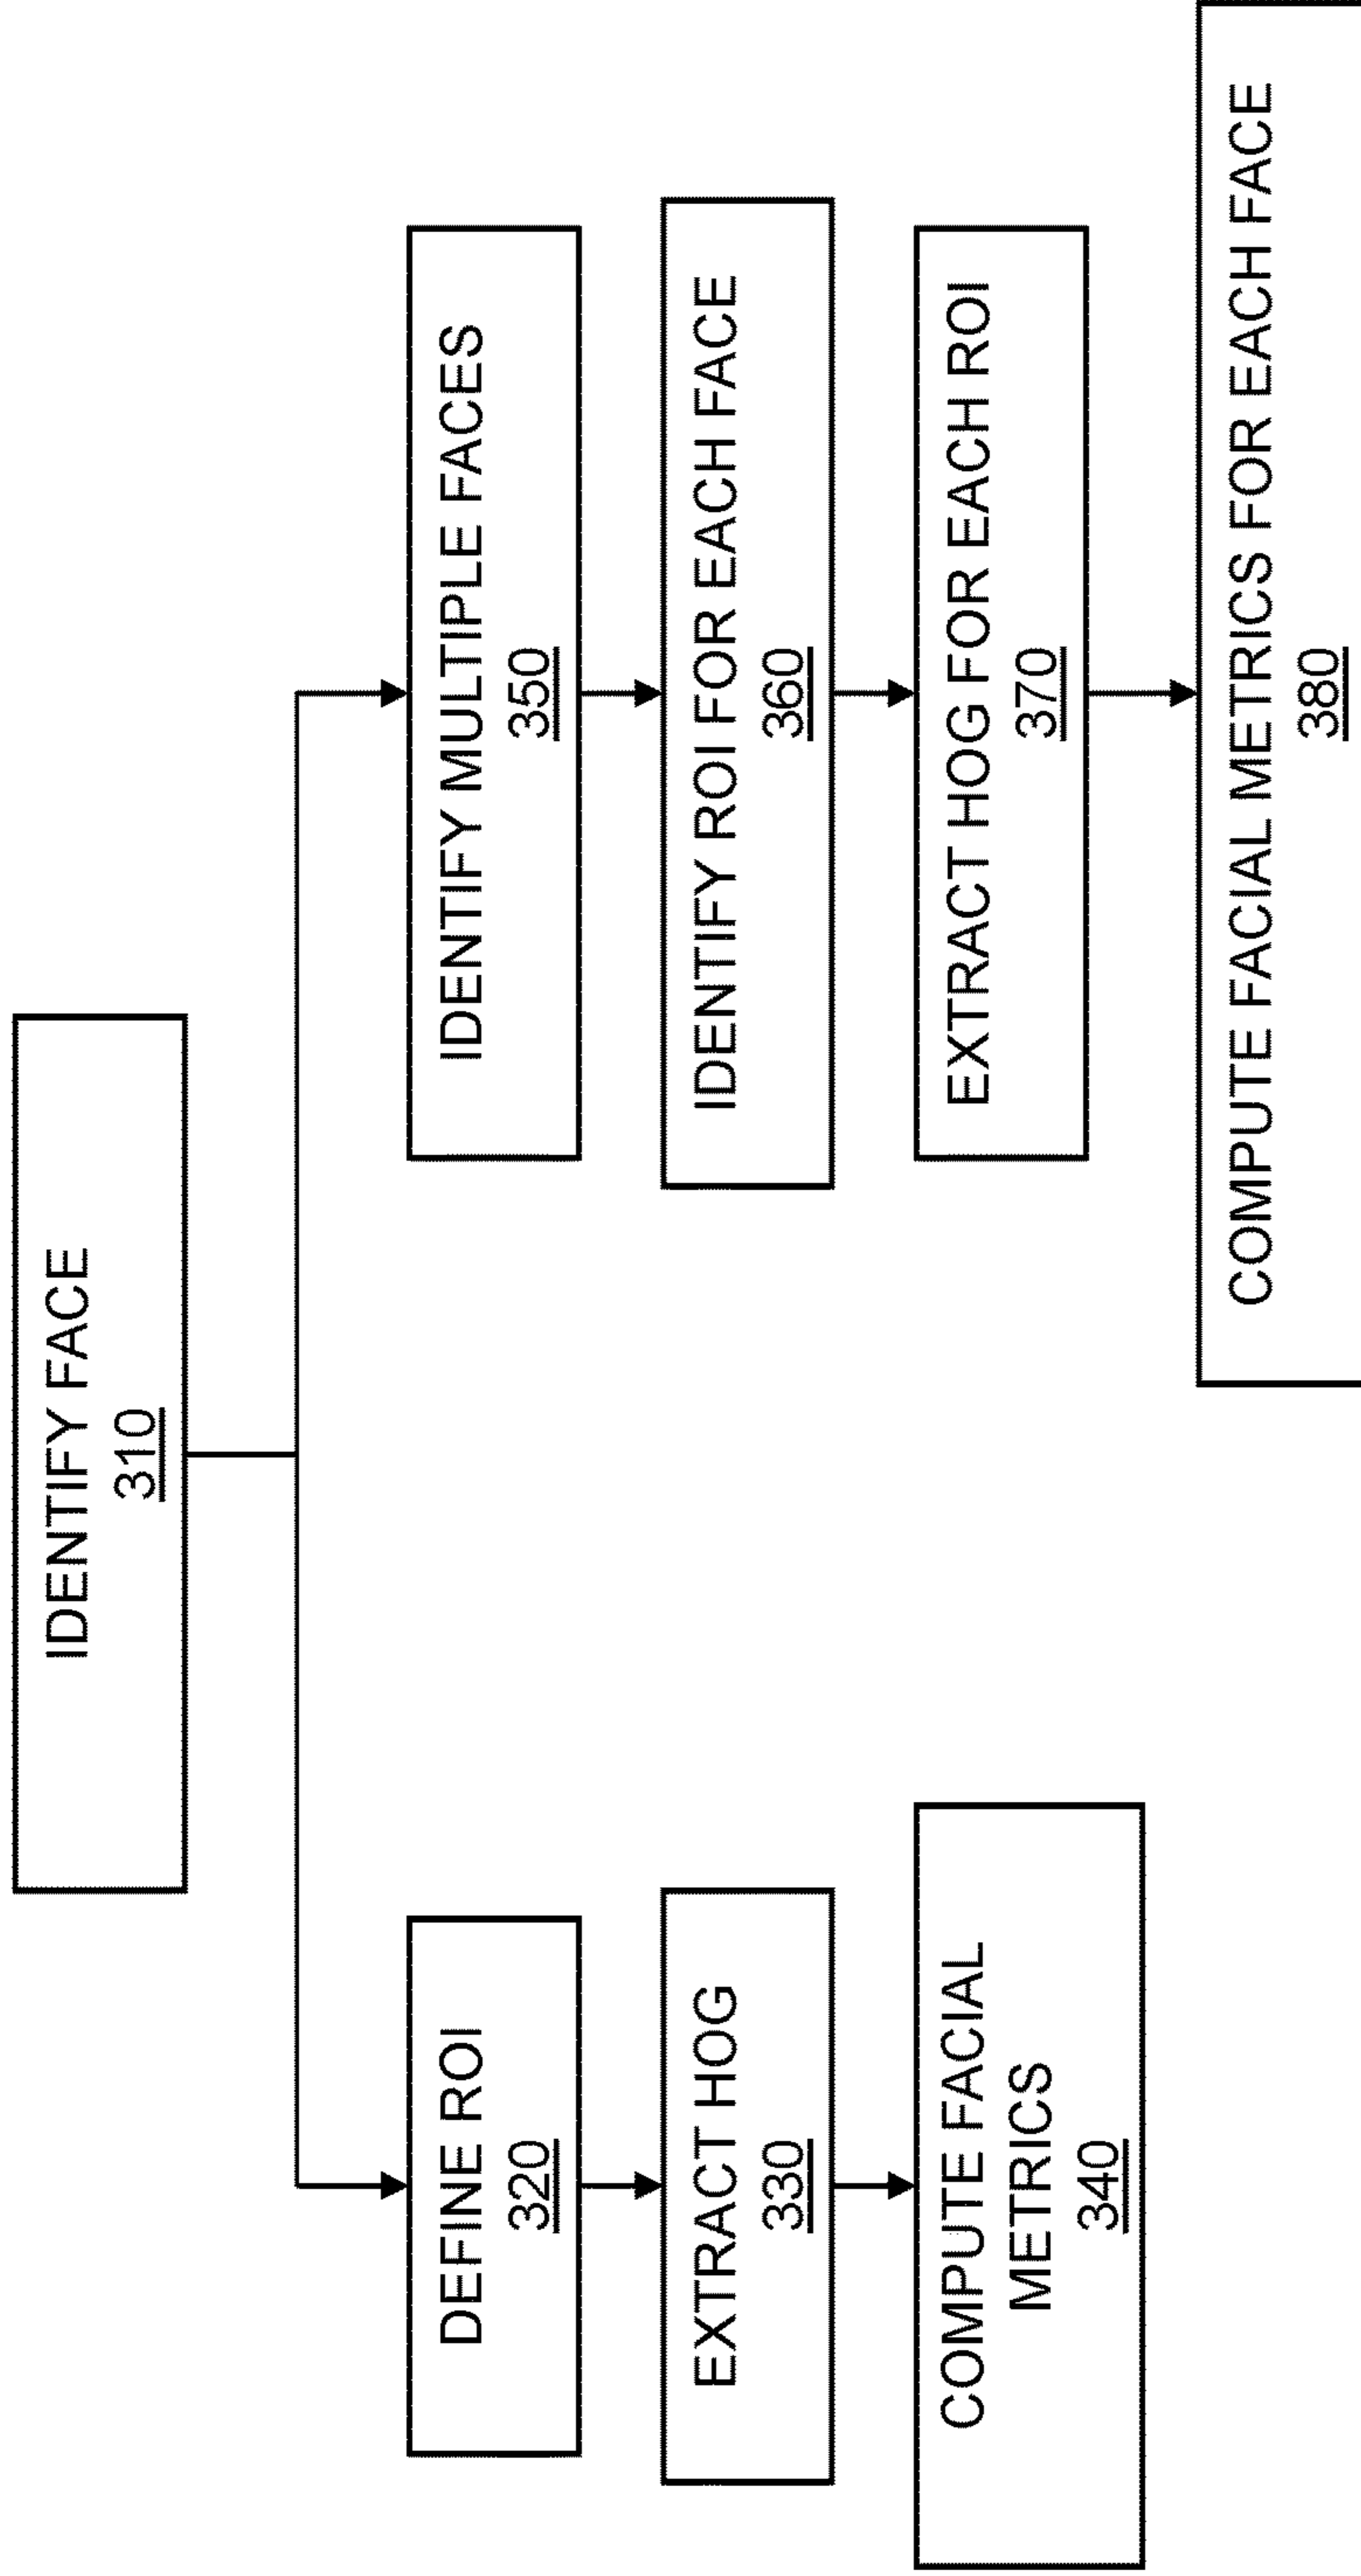 IDENTIFY FACE
310
DEFINE ROI
320
EXTRACT HOG
330
COMPUTE FACIAL
METRICS
340
IDENTIFY MULTIPLE FACES
350
IDENTIFY ROI FOR EACH FACE
360
EXTRACT HOG FOR EACH ROI
370
COMPUTE FACIAL METRICS FOR EACH FACE
380